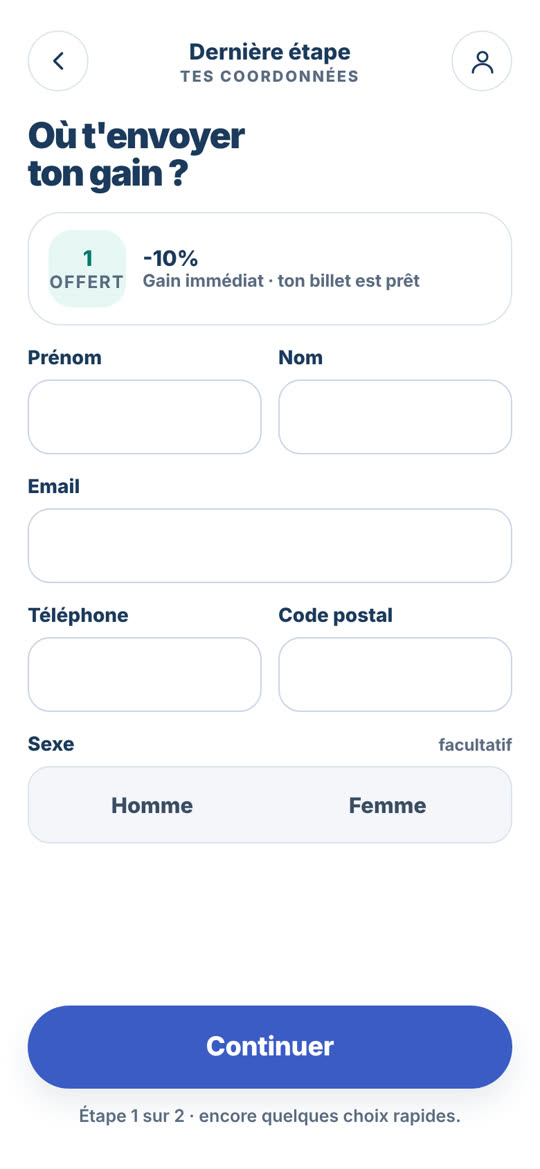 Dernière étape
TES COORDONNÉES
Où t'envoyer
ton gain ?
1
OFFERT
-10%
Gain immédiat · ton billet est prêt
Prénom
Nom
Email
Téléphone
Code postal
Sexe
facultatif
Homme
Femme
Continuer
Étape 1 sur 2 · encore quelques choix rapides.